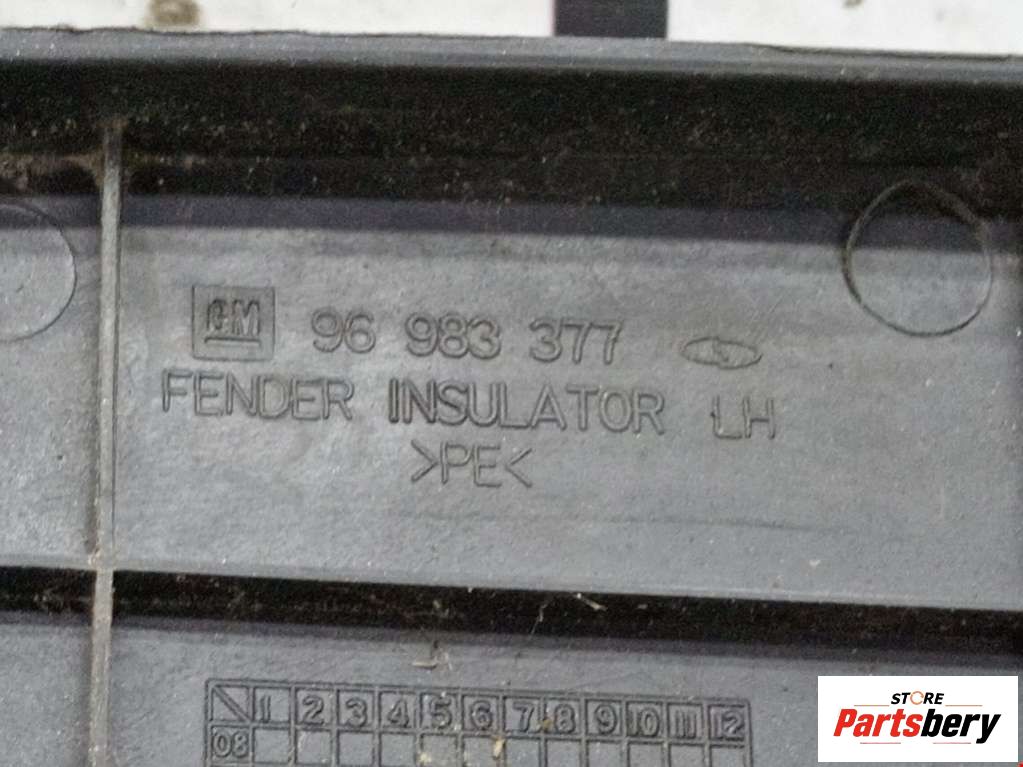 GM 96 983 377
FENDER INSULATOR LH
>PE<
1 2 3 4 5 6 7 8 9 10 11 12
08
STORE
Partsbery